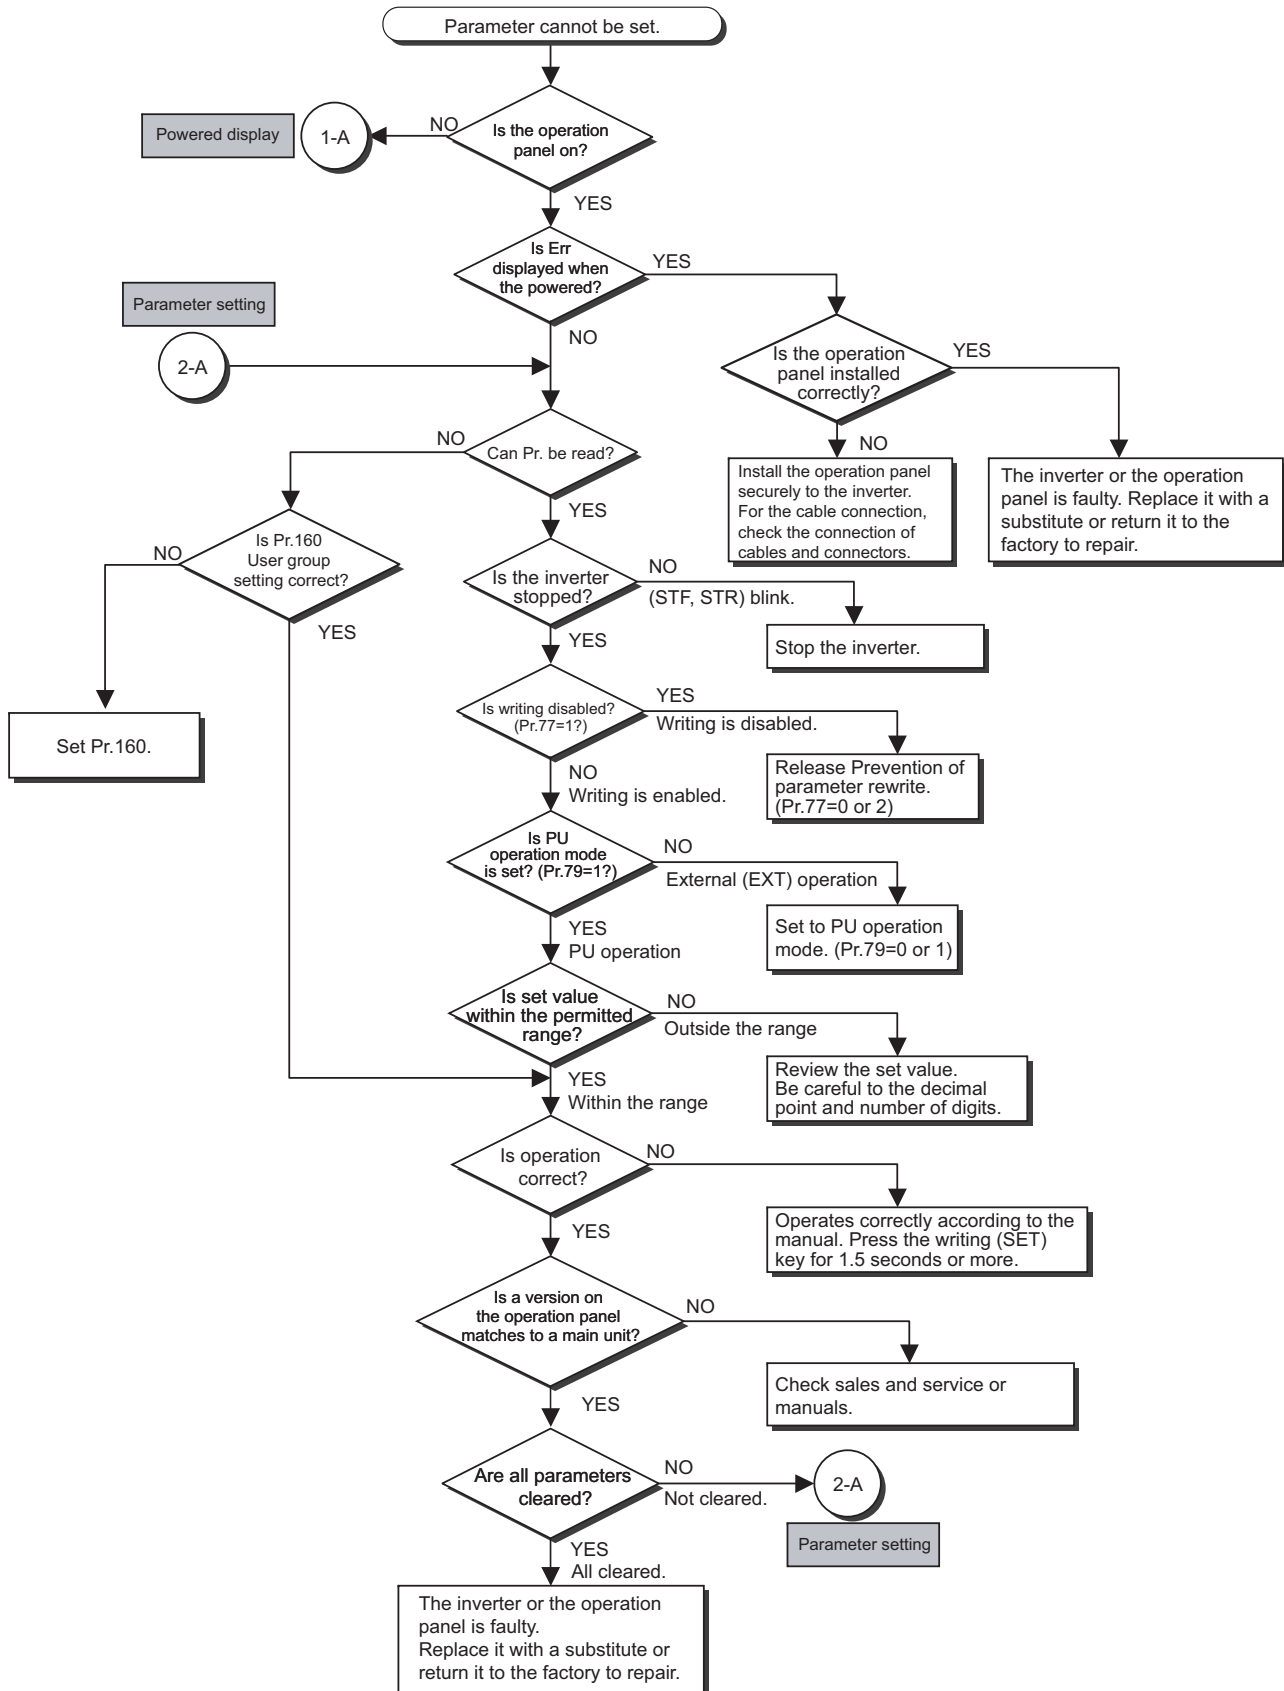 Parameter cannot be set.
Powered display
1-A
NO
Is the operation
panel on?
YES
Is Err
displayed when
the powered?
YES
Parameter setting
NO
2-A
Is the operation
panel installed
correctly?
YES
NO
Can Pr. be read?
NO
Install the operation panel
securely to the inverter.
For the cable connection,
check the connection of
cables and connectors.
The inverter or the operation
panel is faulty. Replace it with a
substitute or return it to the
factory to repair.
YES
Is Pr.160
User group
setting correct?
NO
YES
Is the inverter
stopped?
NO
(STF, STR) blink.
YES
Stop the inverter.
Set Pr.160.
Is writing disabled?
(Pr.77=1?)
YES
Writing is disabled.
NO
Writing is enabled.
Release Prevention of
parameter rewrite.
(Pr.77=0 or 2)
Is PU
operation mode
is set? (Pr.79=1?)
NO
External (EXT) operation
YES
PU operation
Set to PU operation
mode. (Pr.79=0 or 1)
Is set value
within the permitted
range?
NO
Outside the range
YES
Within the range
Review the set value.
Be careful to the decimal
point and number of digits.
Is operation
correct?
NO
YES
Operates correctly according to the
manual. Press the writing (SET)
key for 1.5 seconds or more.
Is a version on
the operation panel
matches to a main unit?
NO
YES
Check sales and service or
manuals.
Are all parameters
cleared?
NO
Not cleared.
2-A
Parameter setting
YES
All cleared.
The inverter or the operation
panel is faulty.
Replace it with a substitute or
return it to the factory to repair.